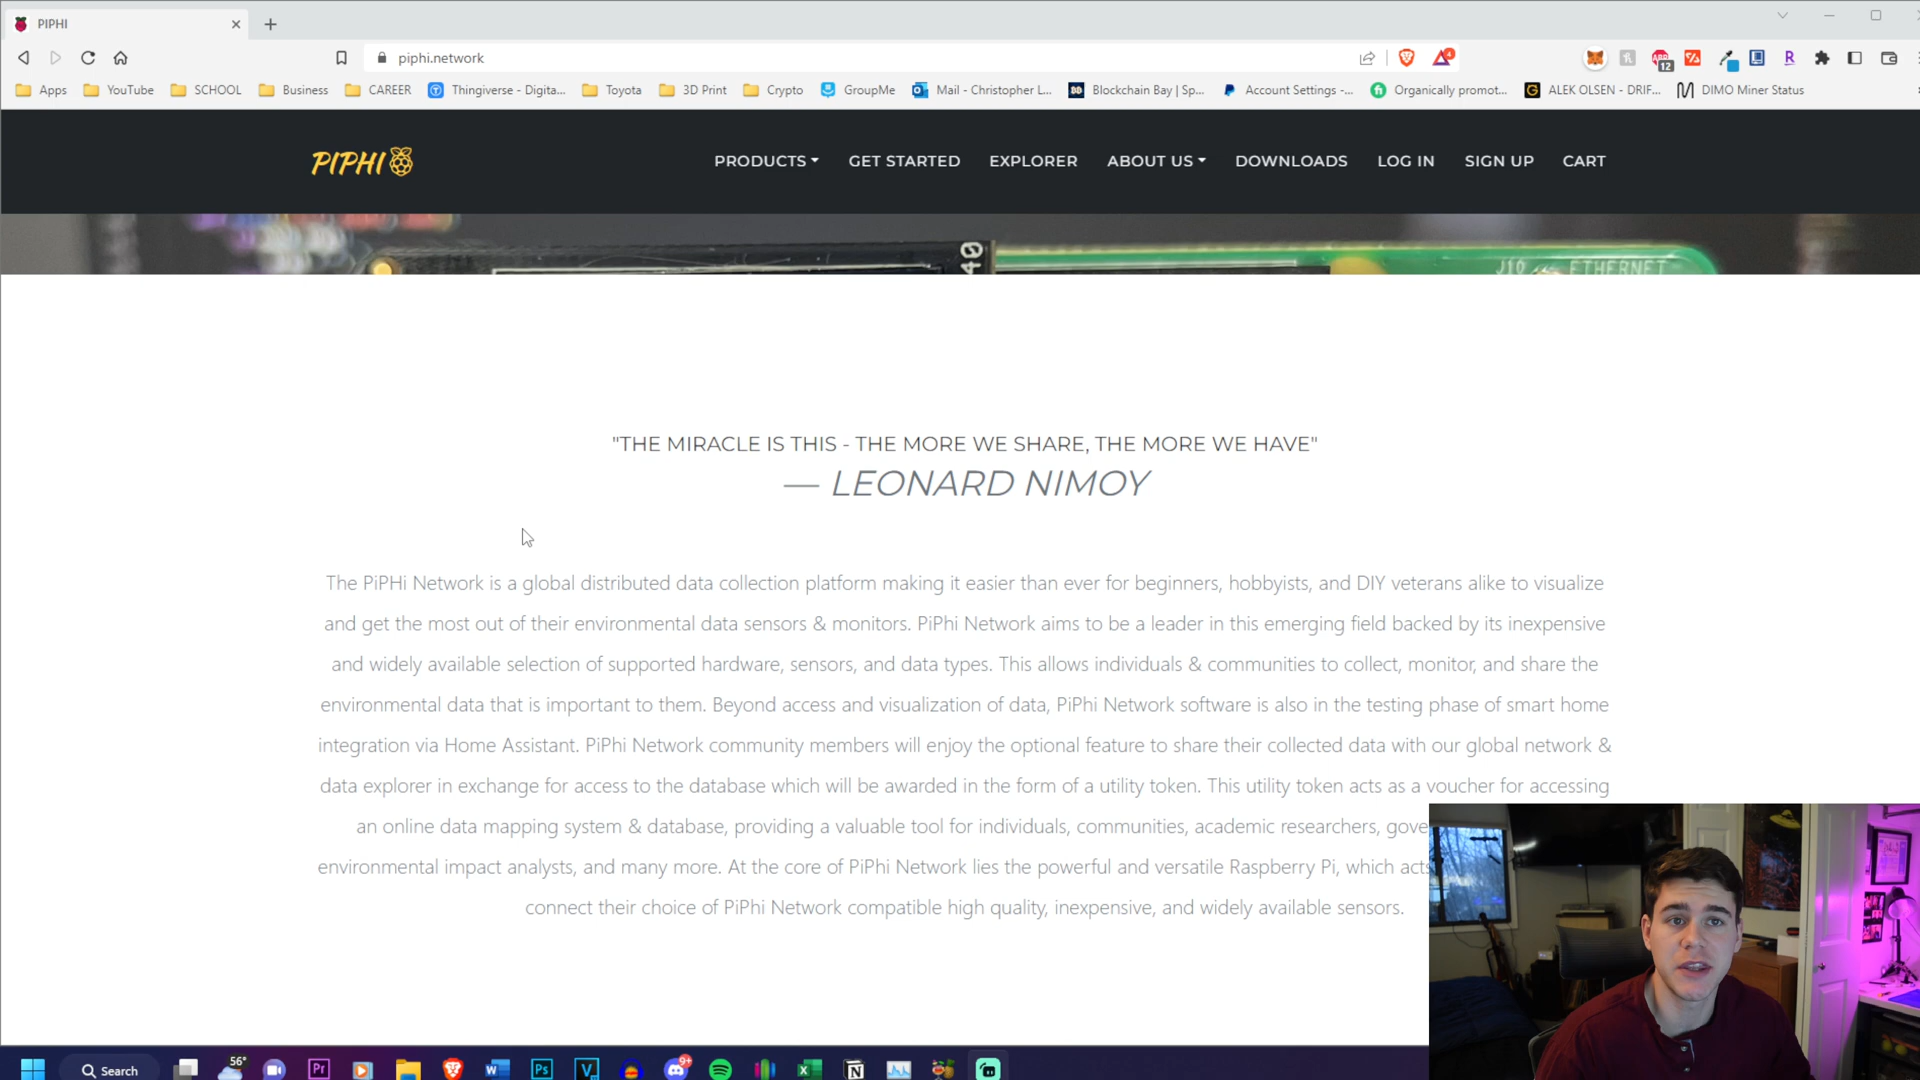 PIPHI
piphi.network
4
12
Apps YouTube SCHOOL Business CAREER Thingiverse - Digita... Toyota 3D Print Crypto GroupMe Mail - Christopher L... Blockchain Bay | Sp... Account Settings -... Organically promot... ALEK OLSEN - DRIF... DIMO Miner Status
PIPHI
PRODUCTS GET STARTED EXPLORER ABOUT US DOWNLOADS LOG IN SIGN UP CART
40
J10 ETHERNET
"THE MIRACLE IS THIS - THE MORE WE SHARE, THE MORE WE HAVE"
— LEONARD NIMOY
The PiPHi Network is a global distributed data collection platform making it easier than ever for beginners, hobbyists, and DIY veterans alike to visualize
and get the most out of their environmental data sensors & monitors. PiPhi Network aims to be a leader in this emerging field backed by its inexpensive
and widely available selection of supported hardware, sensors, and data types. This allows individuals & communities to collect, monitor, and share the
environmental data that is important to them. Beyond access and visualization of data, PiPhi Network software is also in the testing phase of smart home
integration via Home Assistant. PiPhi Network community members will enjoy the optional feature to share their collected data with our global network &
data explorer in exchange for access to the database which will be awarded in the form of a utility token. This utility token acts as a voucher for accessing
an online data mapping system & database, providing a valuable tool for individuals, communities, academic researchers, gove
environmental impact analysts, and many more. At the core of PiPhi Network lies the powerful and versatile Raspberry Pi, which acts
connect their choice of PiPhi Network compatible high quality, inexpensive, and widely available sensors.
Search 56° Pr W Ps V 9+ X N